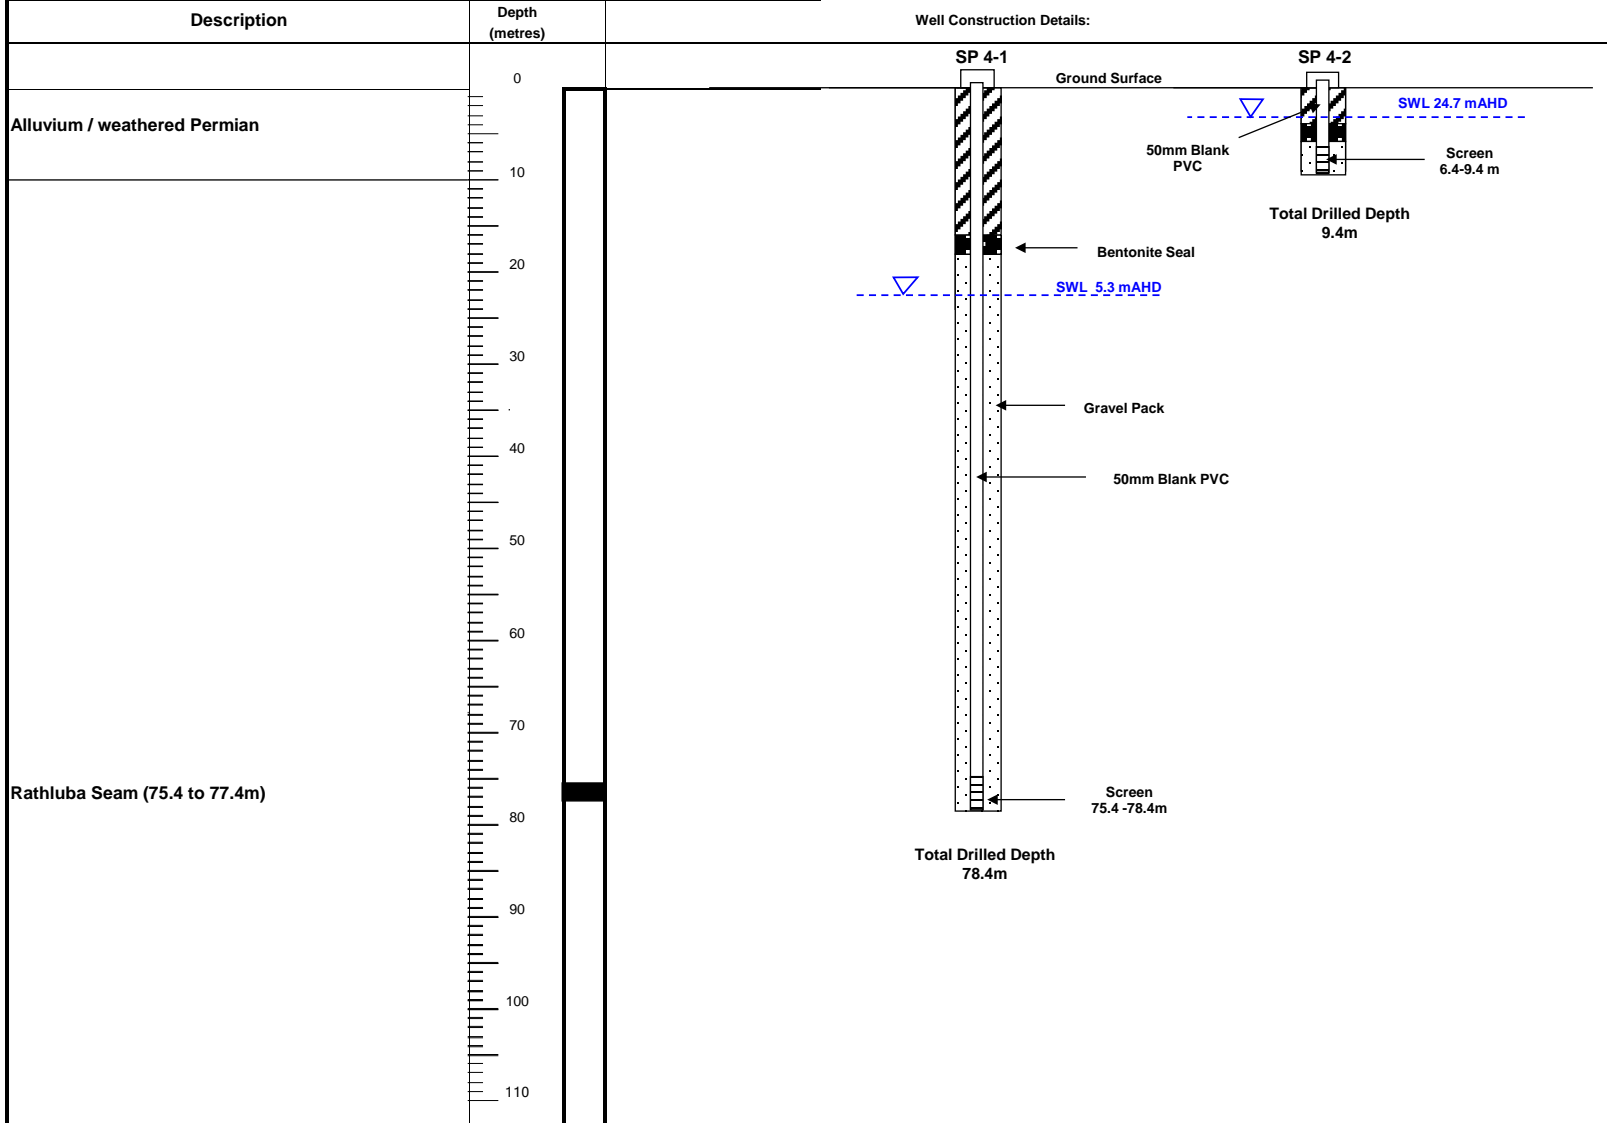 Description
Depth
(metres)
Well Construction Details:
SP 4-1
SP 4-2
0
Ground Surface
SWL 24.7 mAHD
Alluvium / weathered Permian
50mm Blank
PVC
Screen
6.4-9.4 m
10
Total Drilled Depth
9.4m
Bentonite Seal
20
SWL 5.3 mAHD
30
Gravel Pack
40
50mm Blank PVC
50
60
70
Rathluba Seam (75.4 to 77.4m)
Screen
75.4 -78.4m
80
Total Drilled Depth
78.4m
90
100
110